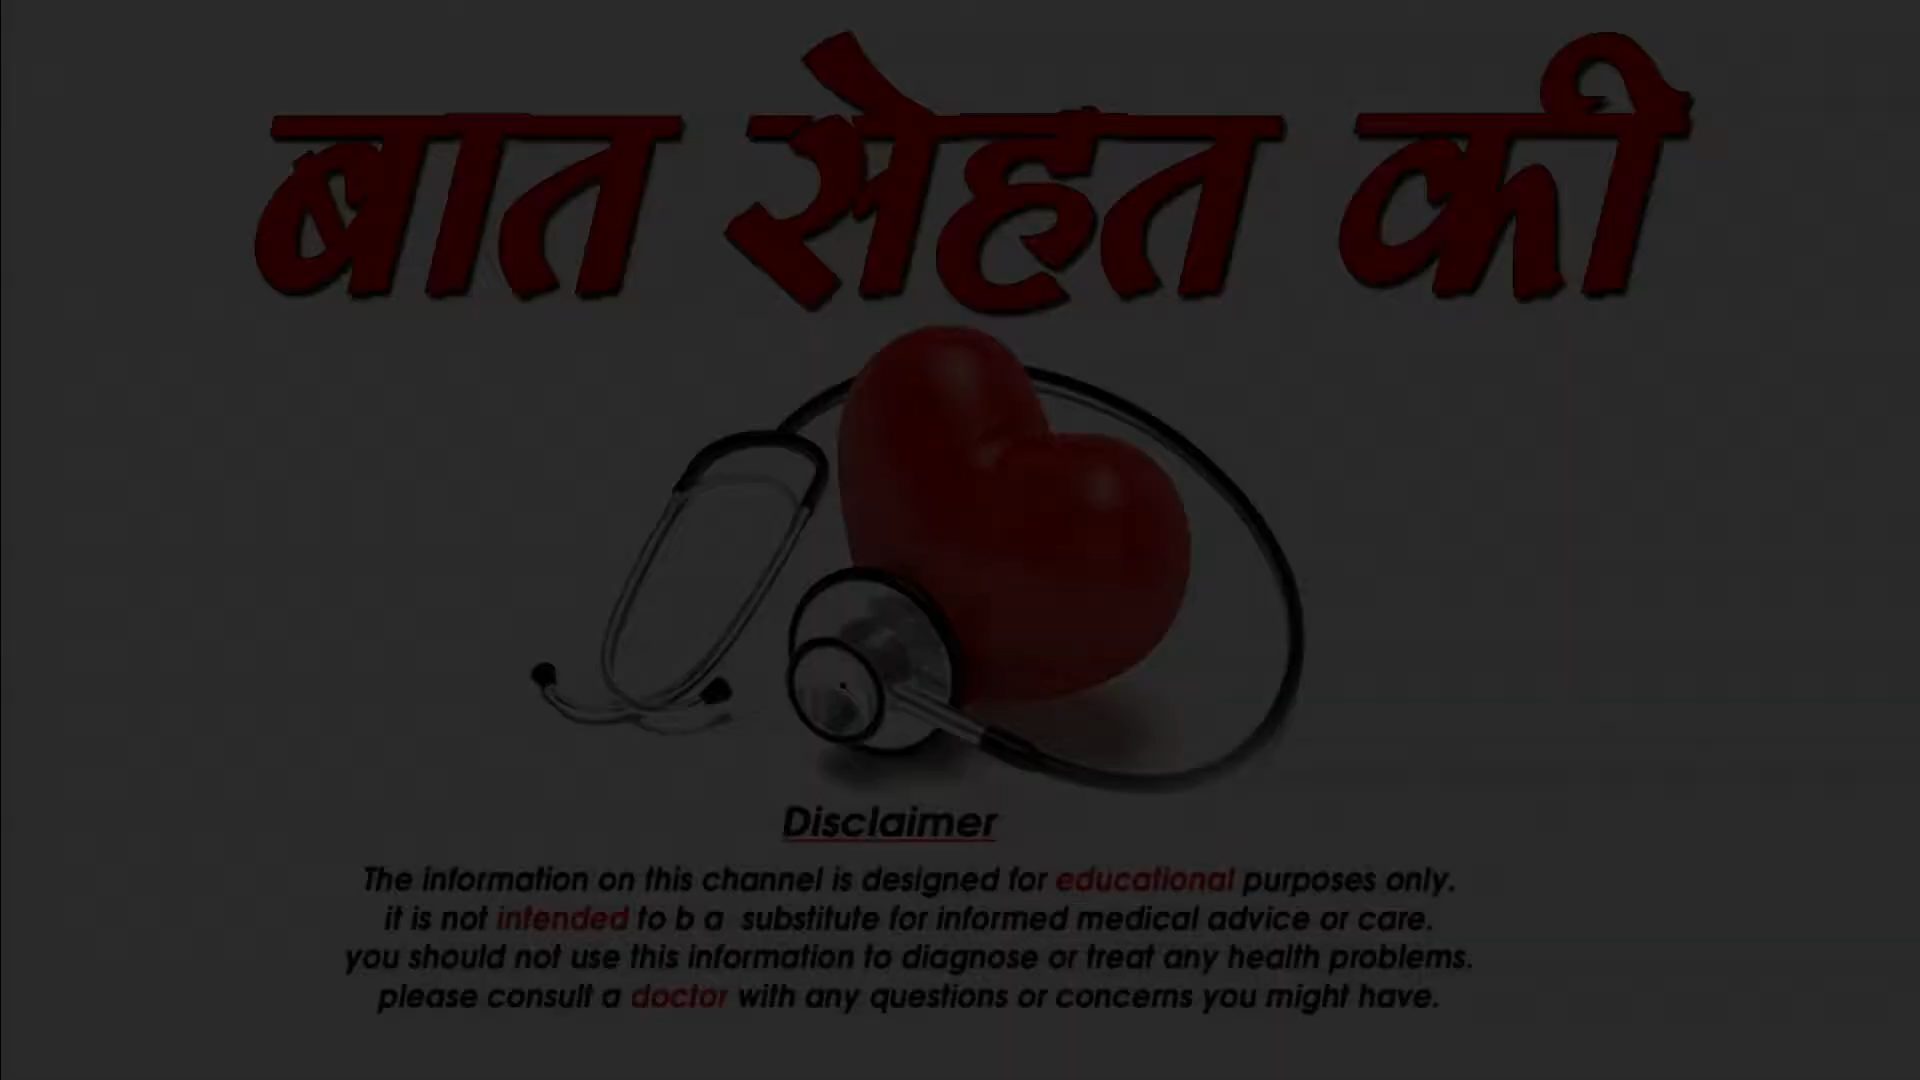 बात सेहत की
Disclaimer
The information on this channel is designed for educational purposes only.
it is not intended to b a substitute for informed medical advice or care.
you should not use this information to diagnose or treat any health problems.
please consult a doctor with any questions or concerns you might have.